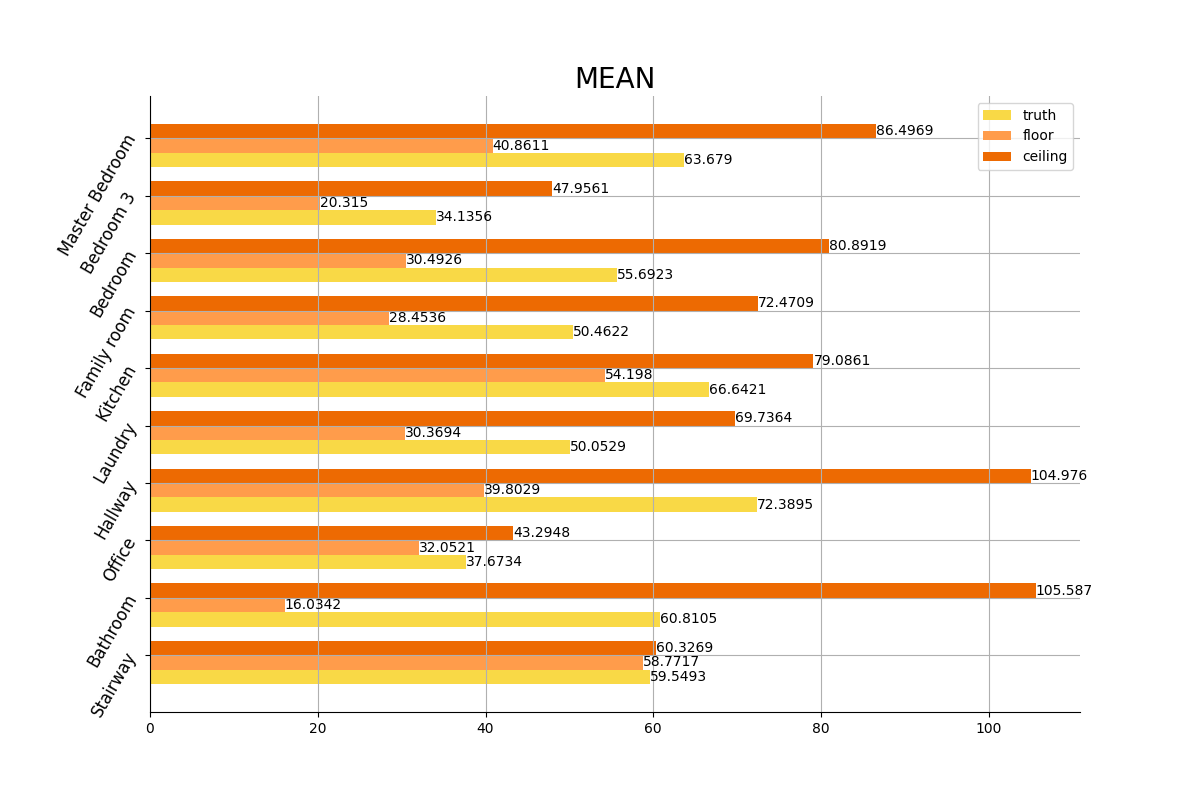 MEAN
truth
floor
ceiling
Master Bedroom
86.4969
40.8611
63.679
Bedroom 3
47.9561
20.315
34.1356
Bedroom
80.8919
30.4926
55.6923
Family room
72.4709
28.4536
50.4622
Kitchen
79.0861
54.198
66.6421
Laundry
69.7364
30.3694
50.0529
Hallway
104.976
39.8029
72.3895
Office
43.2948
32.0521
37.6734
Bathroom
105.587
16.0342
60.8105
Stairway
60.3269
58.7717
59.5493
0 20 40 60 80 100